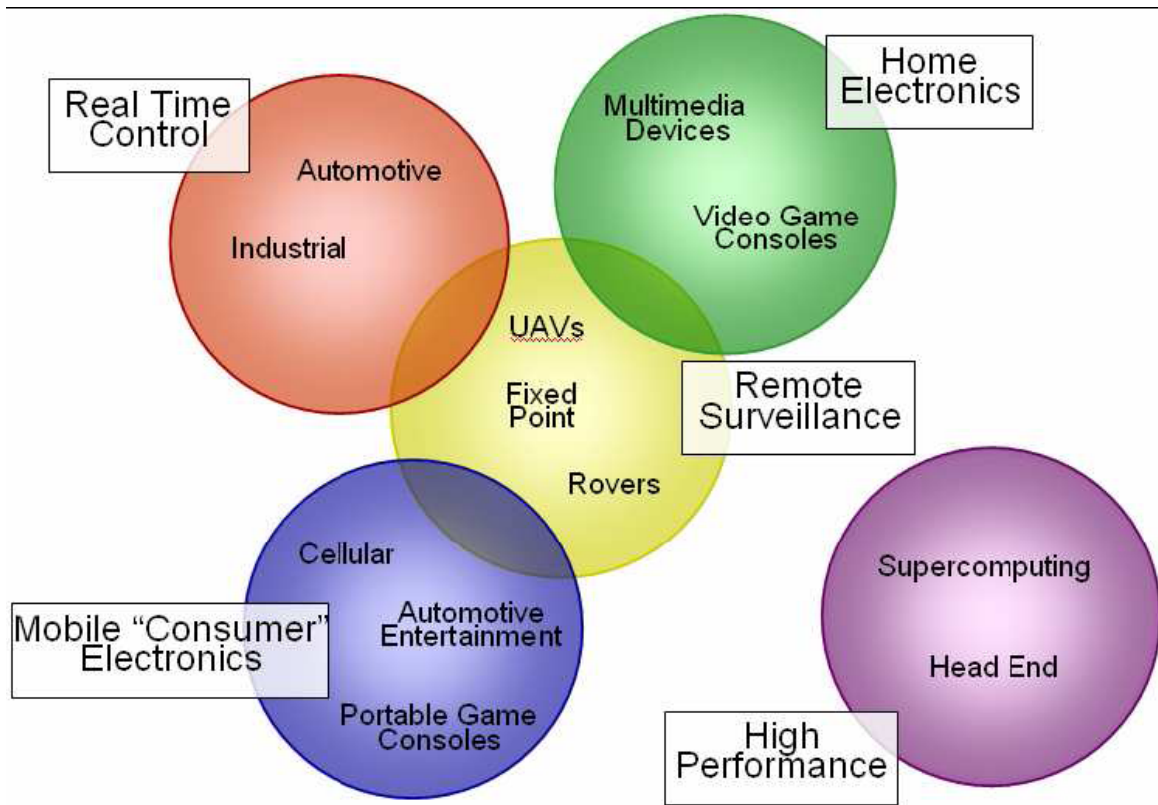 Real Time
Control
Automotive
Industrial
Home
Electronics
Multimedia
Devices
Video Game
Consoles
UAVs
Fixed
Point
Rovers
Remote
Surveillance
Cellular
Automotive
Entertainment
Portable Game
Consoles
Mobile “Consumer”
Electronics
Supercomputing
Head End
High
Performance